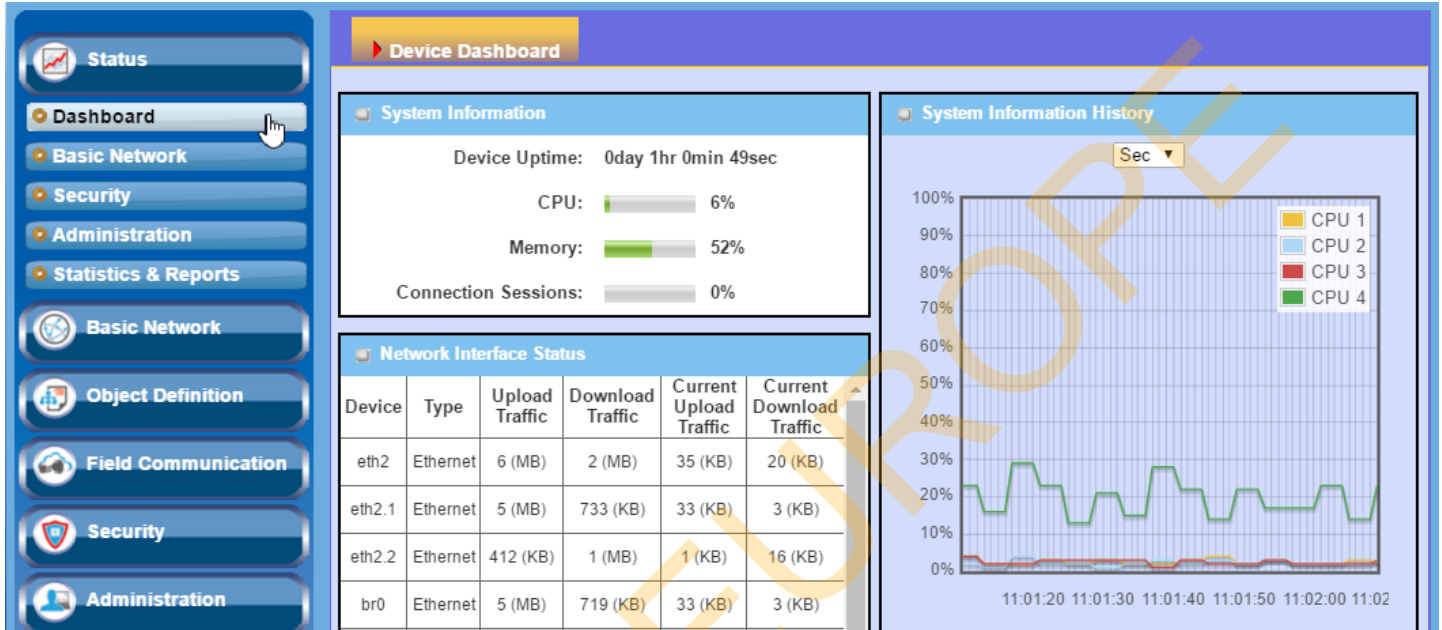 Status
Dashboard
Basic Network
Security
Administration
Statistics & Reports
Basic Network
Object Definition
Field Communication
Security
Administration
Device Dashboard
System Information
Device Uptime: 0day 1hr 0min 49sec
CPU: 6%
Memory: 52%
Connection Sessions: 0%
Network Interface Status
Device Type Upload Traffic Download Traffic Current Upload Traffic Current Download Traffic
eth2 Ethernet 6 (MB) 2 (MB) 35 (KB) 20 (KB)
eth2.1 Ethernet 5 (MB) 733 (KB) 33 (KB) 3 (KB)
eth2.2 Ethernet 412 (KB) 1 (MB) 1 (KB) 16 (KB)
br0 Ethernet 5 (MB) 719 (KB) 33 (KB) 3 (KB)
System Information History
Sec
100%
90%
80%
70%
60%
50%
40%
30%
20%
10%
0%
CPU 1
CPU 2
CPU 3
CPU 4
11:01:20 11:01:30 11:01:40 11:01:50 11:02:00 11:02
EUROPE